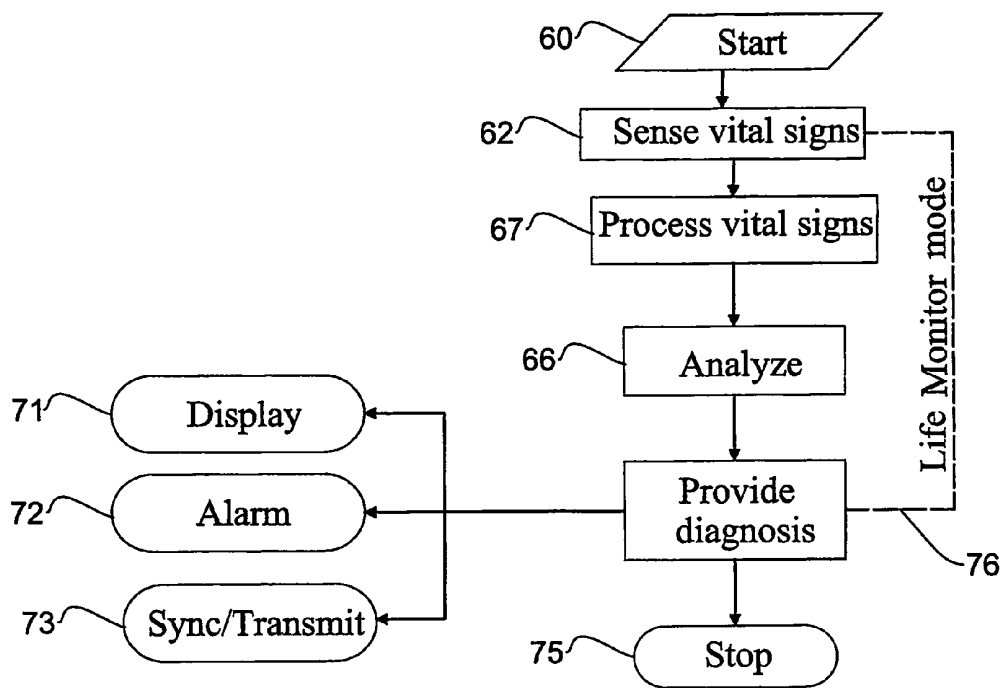 60 Start
62 Sense vital signs
67 Process vital signs
66 Analyze
Life Monitor mode
71 Display
72 Alarm
73 Sync/Transmit
Provide
diagnosis
76
75 Stop